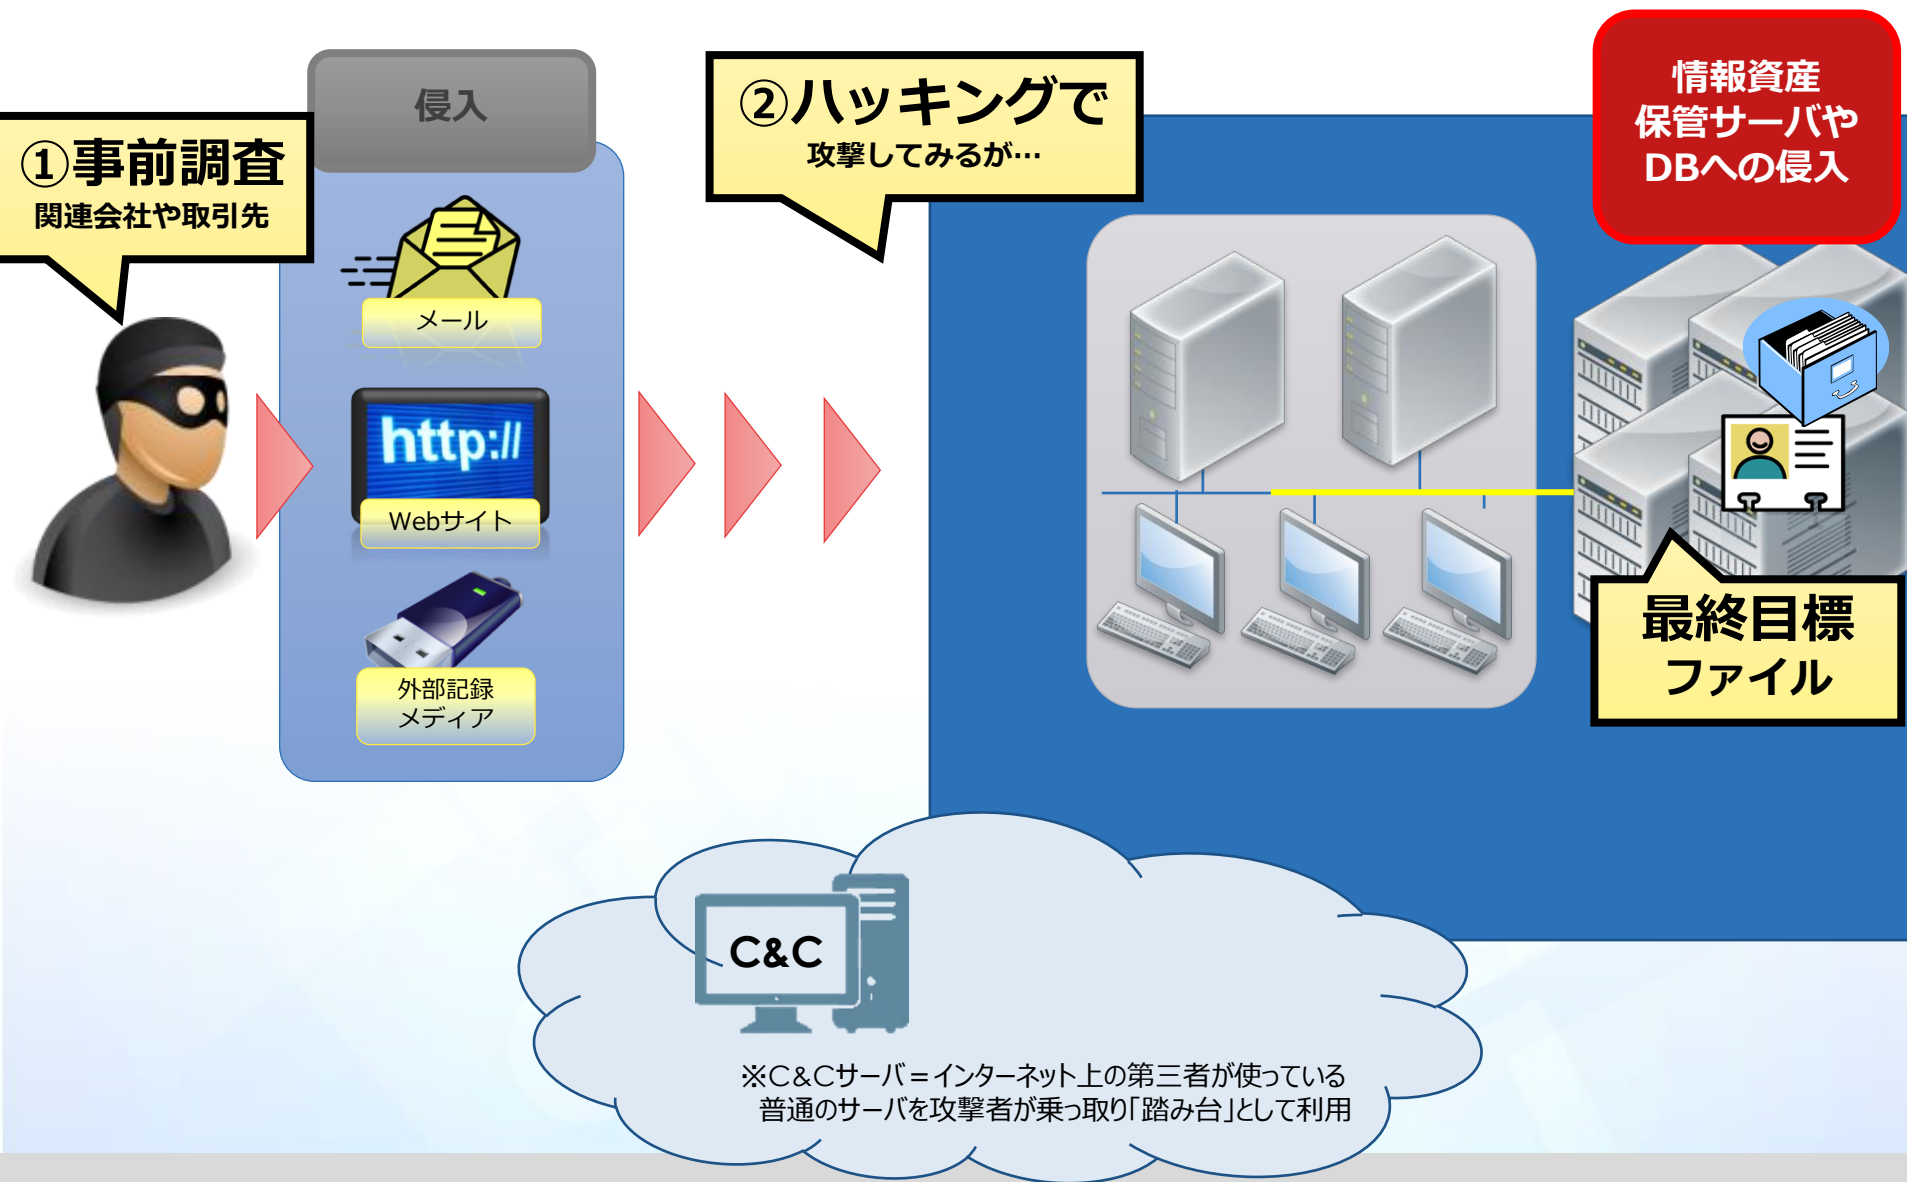 ①事前調査
関連会社や取引先
侵入
メール
http://
Webサイト
外部記録
メディア
②ハッキングで
攻撃してみるが…
情報資産
保管サーバや
DBへの侵入
最終目標
ファイル
C&C
※C&Cサーバ＝インターネット上の第三者が使っている
普通のサーバを攻撃者が乗っ取り「踏み台」として利用